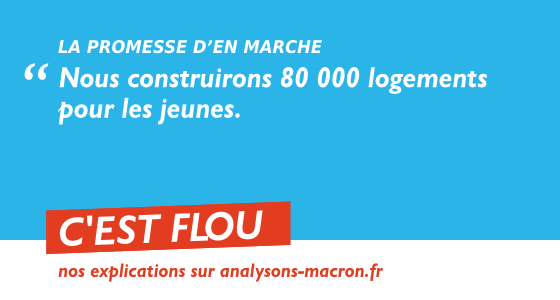 LA PROMESSE D’EN MARCHE
“ Nous construirons 80 000 logements
pour les jeunes.
C'EST FLOU
nos explications sur analysons-macron.fr